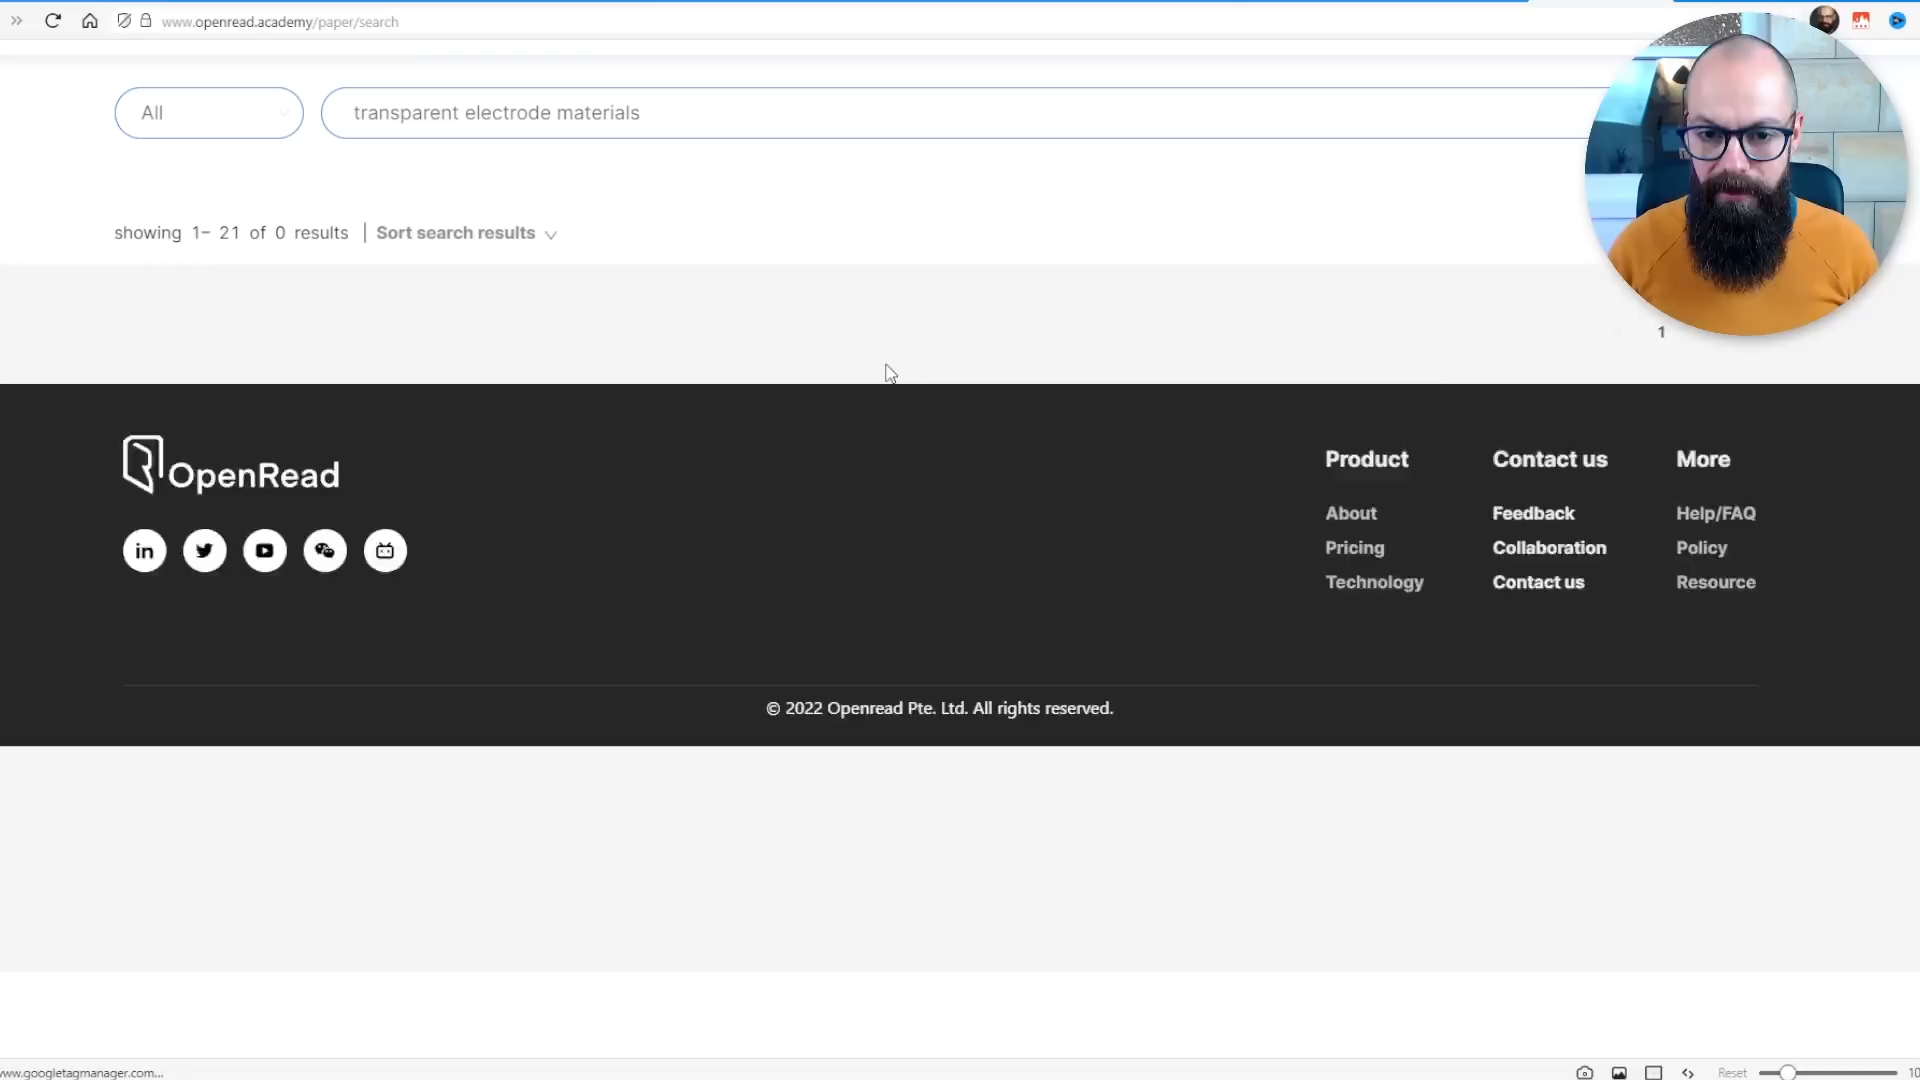 www.openread.academy/paper/search
All
transparent electrode materials
showing 1– 21 of 0 results | Sort search results
1
OpenRead
Product
Contact us
More
About
Feedback
Help/FAQ
Pricing
Collaboration
Policy
Technology
Contact us
Resource
© 2022 Openread Pte. Ltd. All rights reserved.
www.googletagmanager.com...
Reset